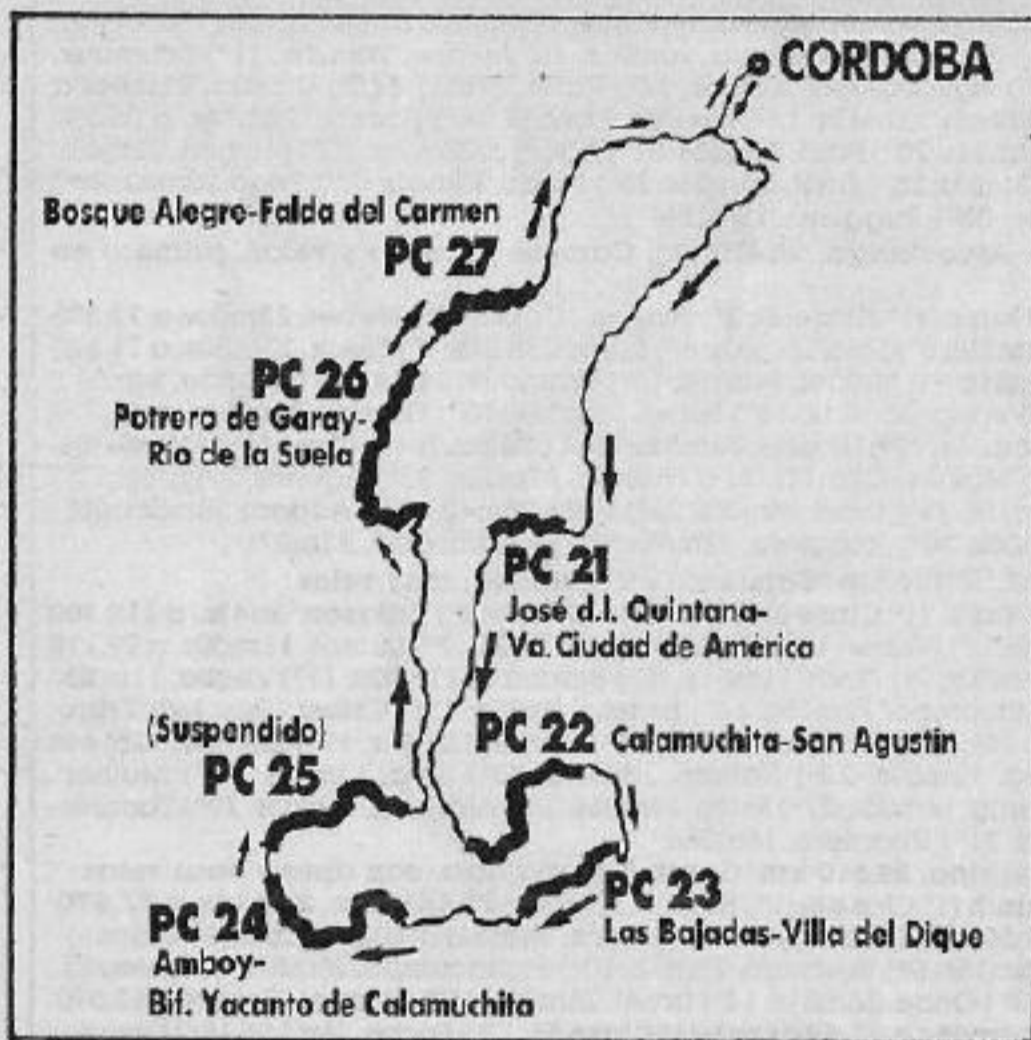 CORDOBA
Bosque Alegre-Falda del Carmen
PC 27
PC 26
Potrero de Garay-
Rio de la Suela
PC 21
José d.l. Quintana-
Va. Ciudad de América
(Suspendido)
PC 25
PC 22 Calamuchita-San Agustin
PC 23
Las Bajadas-Villa del Dique
PC 24
Amboy-
Bif. Yacanto de Calamuchita